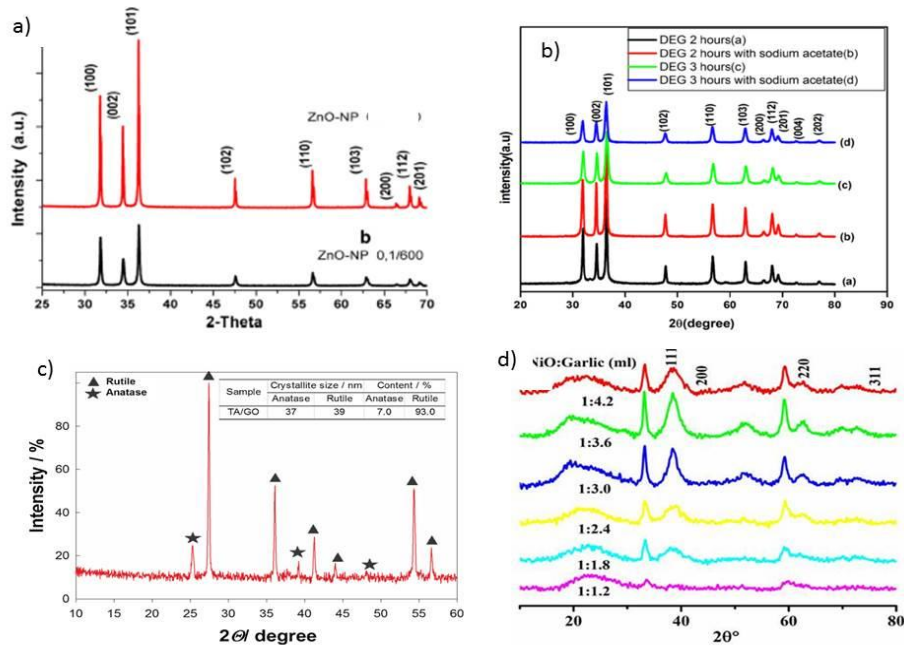 a)
(100)
(002)
(101)
ZnO-NP (        )
(102)
(110)
(103)
(200)
(112)
(201)
b
ZnO-NP 0,1/600
Intensity (a.u.)
25 30 35 40 45 50 55 60 65 70
2-Theta
b)
DEG 2 hours(a)
DEG 2 hours with sodium acetate(b)
DEG 3 hours(c)
DEG 3 hours with sodium acetate(d)
(100)
(002)
(101)
(102)
(110)
(103)
(200)
(112)
(201)
(004)
(202)
(d)
(c)
(b)
(a)
intensity(a.u)
20 30 40 50 60 70 80 90
2θ(degree)
c)
Rutile
Anatase
Sample Crystallite size / nm Content / %
Anatase Rutile Anatase Rutile
TA/GO 37 39 7.0 93.0
Intensity / %
80
60
40
20
0
10 15 20 25 30 35 40 45 50 55 60
2Θ/ degree
d)
NiO:Garlic (ml)
111
200
220
311
1:4.2
1:3.6
1:3.0
1:2.4
1:1.8
1:1.2
10 20 40 60 80
2θ°